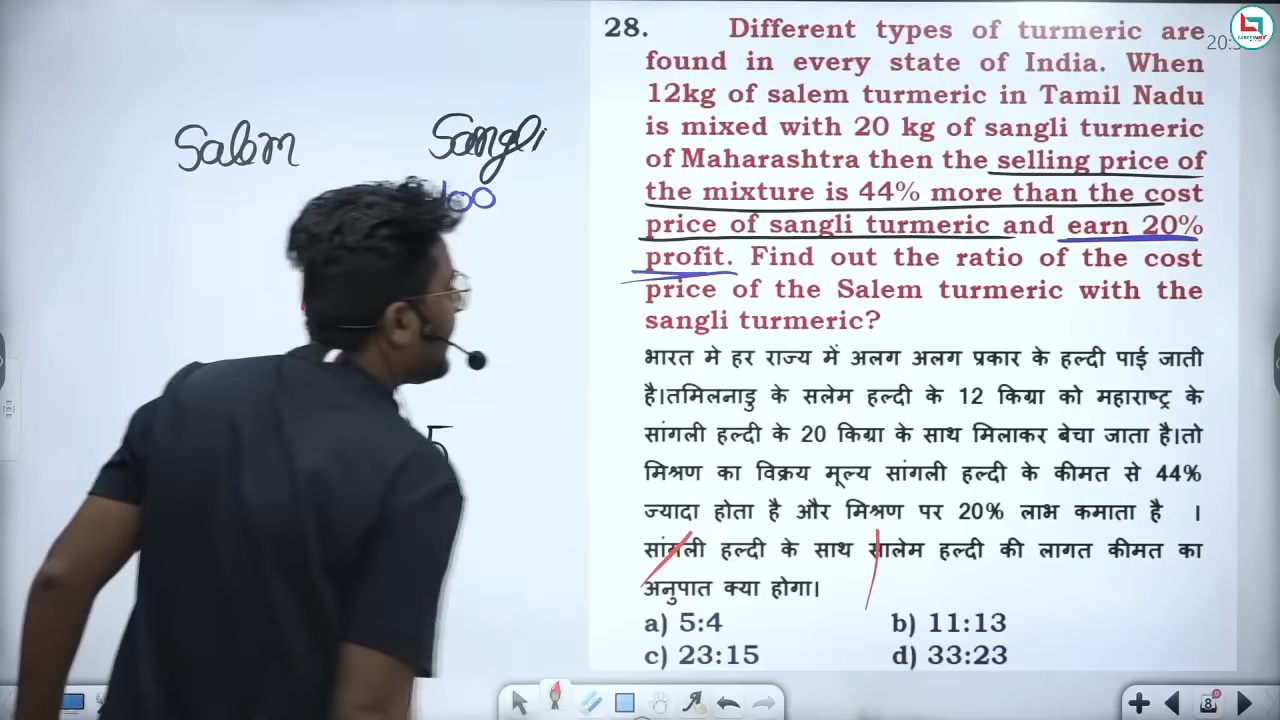 28. Different types of turmeric are
found in every state of India. When
12kg of salem turmeric in Tamil Nadu
is mixed with 20 kg of sangli turmeric
of Maharashtra then the selling price of
the mixture is 44% more than the cost
price of sangli turmeric and earn 20%
profit. Find out the ratio of the cost
price of the Salem turmeric with the
sangli turmeric?
भारत मे हर राज्य में अलग अलग प्रकार के हल्दी पाई जाती
है।तमिलनाडु के सलेम हल्दी के 12 किग्रा को महाराष्ट्र के
सांगली हल्दी के 20 किग्रा के साथ मिलाकर बेचा जाता है।तो
मिश्रण का विक्रय मूल्य सांगली हल्दी के कीमत से 44%
ज्यादा होता है और मिश्रण पर 20% लाभ कमाता है ।
सांगली हल्दी के साथ सालेम हल्दी की लागत कीमत का
अनुपात क्या होगा।
a) 5:4 b) 11:13
c) 23:15 d) 33:23
Salem Sangli
100
5